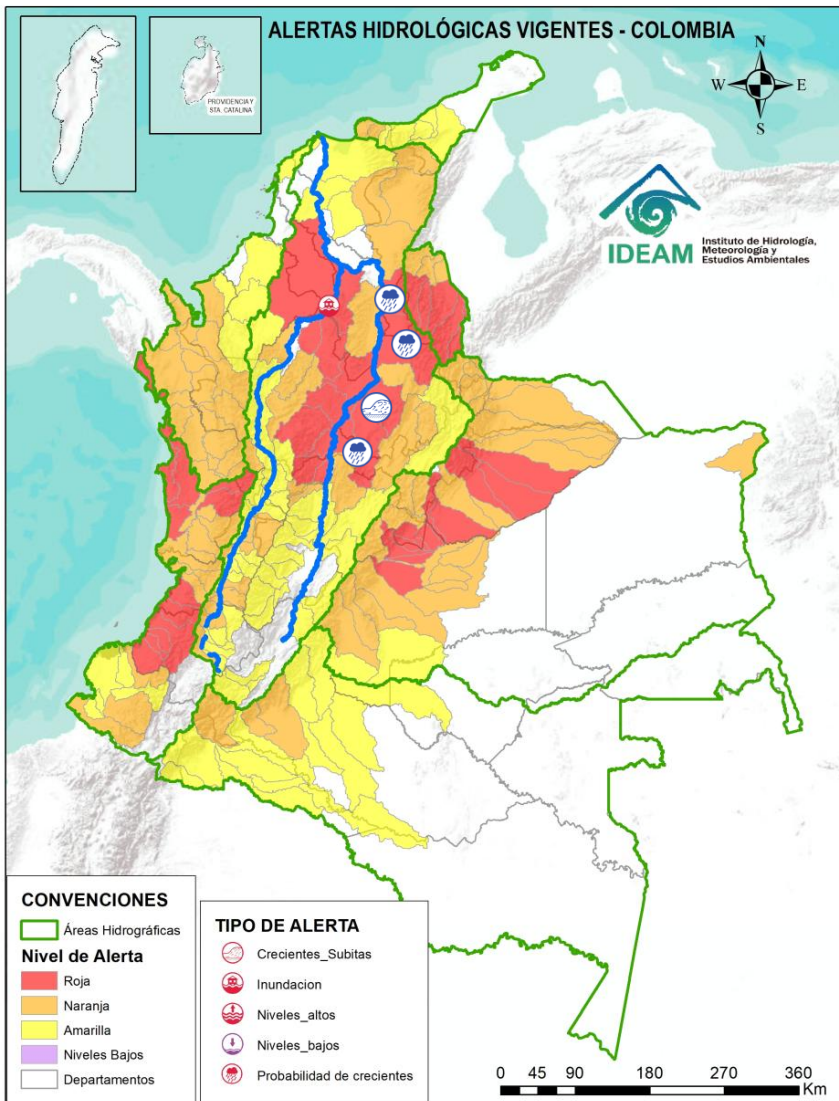 ALERTAS HIDROLÓGICAS VIGENTES - COLOMBIA
PROVIDENCIA Y
STA. CATALINA
N
W E
S
IDEAM
Instituto de Hidrología,
Meteorología y
Estudios Ambientales
CONVENCIONES
Áreas Hidrográficas
Nivel de Alerta
Roja
Naranja
Amarilla
Niveles Bajos
Departamentos
TIPO DE ALERTA
Crecientes_Subitas
Inundacion
Niveles_altos
Niveles_bajos
Probabilidad de crecientes
0 45 90 180 270 360
Km